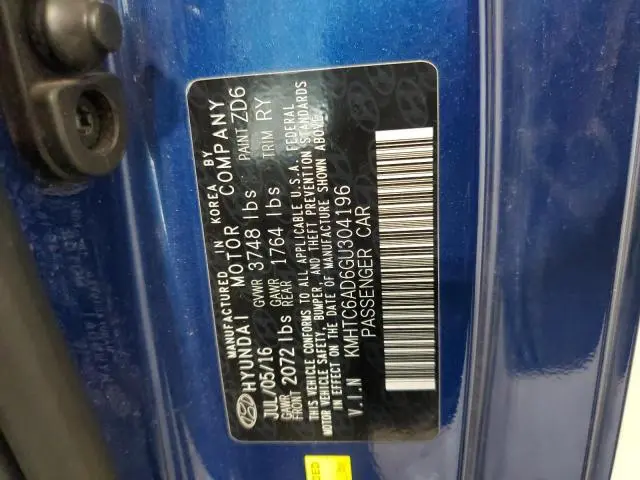 MANUFACTURED IN KOREA BY
HYUNDAI MOTOR COMPANY
JUL/05/16 GVWR 3748 lbs PAINT ZD6
GAWR FRONT 2072 lbs GAWR REAR 1764 lbs TRIM RY
THIS VEHICLE CONFORMS TO ALL APPLICABLE U.S.A. FEDERAL
MOTOR VEHICLE SAFETY, BUMPER, AND THEFT PREVENTION STANDARDS
IN EFFECT ON THE DATE OF MANUFACTURE SHOWN ABOVE.
V.I.N KMHTC6AD6GU304196
PASSENGER CAR